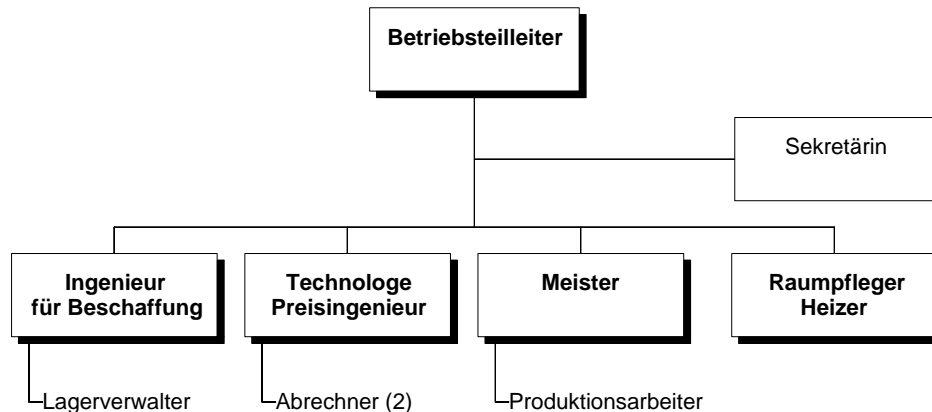 Betriebsteilleiter
Sekretärin
Ingenieur
für Beschaffung
Technologe
Preisingenieur
Meister
Raumpfleger
Heizer
Lagerverwalter
Abrechner (2)
Produktionsarbeiter